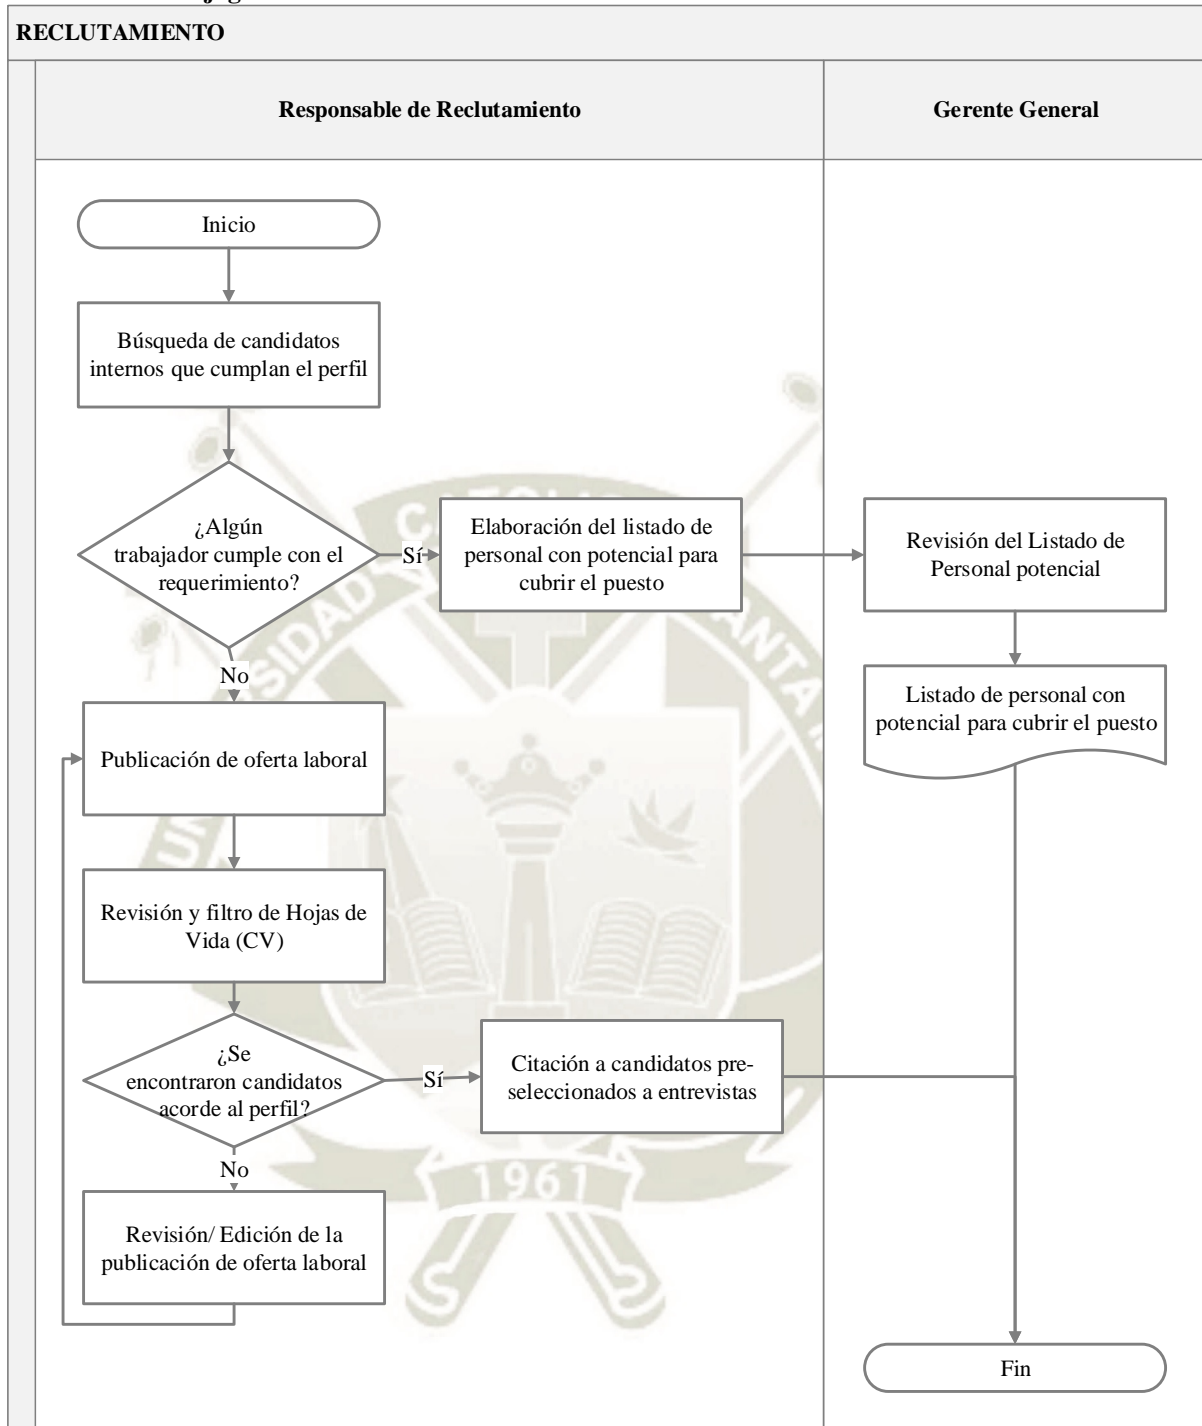 RECLUTAMIENTO
Responsable de Reclutamiento
Gerente General
Inicio
Búsqueda de candidatos
internos que cumplan el perfil
¿Algún
trabajador cumple con el
requerimiento?
Sí
Elaboración del listado de
personal con potencial para
cubrir el puesto
Revisión del Listado de
Personal potencial
No
Listado de personal con
potencial para cubrir el puesto
Publicación de oferta laboral
Revisión y filtro de Hojas de
Vida (CV)
¿Se
encontraron candidatos
acorde al perfil?
Sí
Citación a candidatos pre-
seleccionados a entrevistas
No
Revisión/ Edición de la
publicación de oferta laboral
Fin
1961